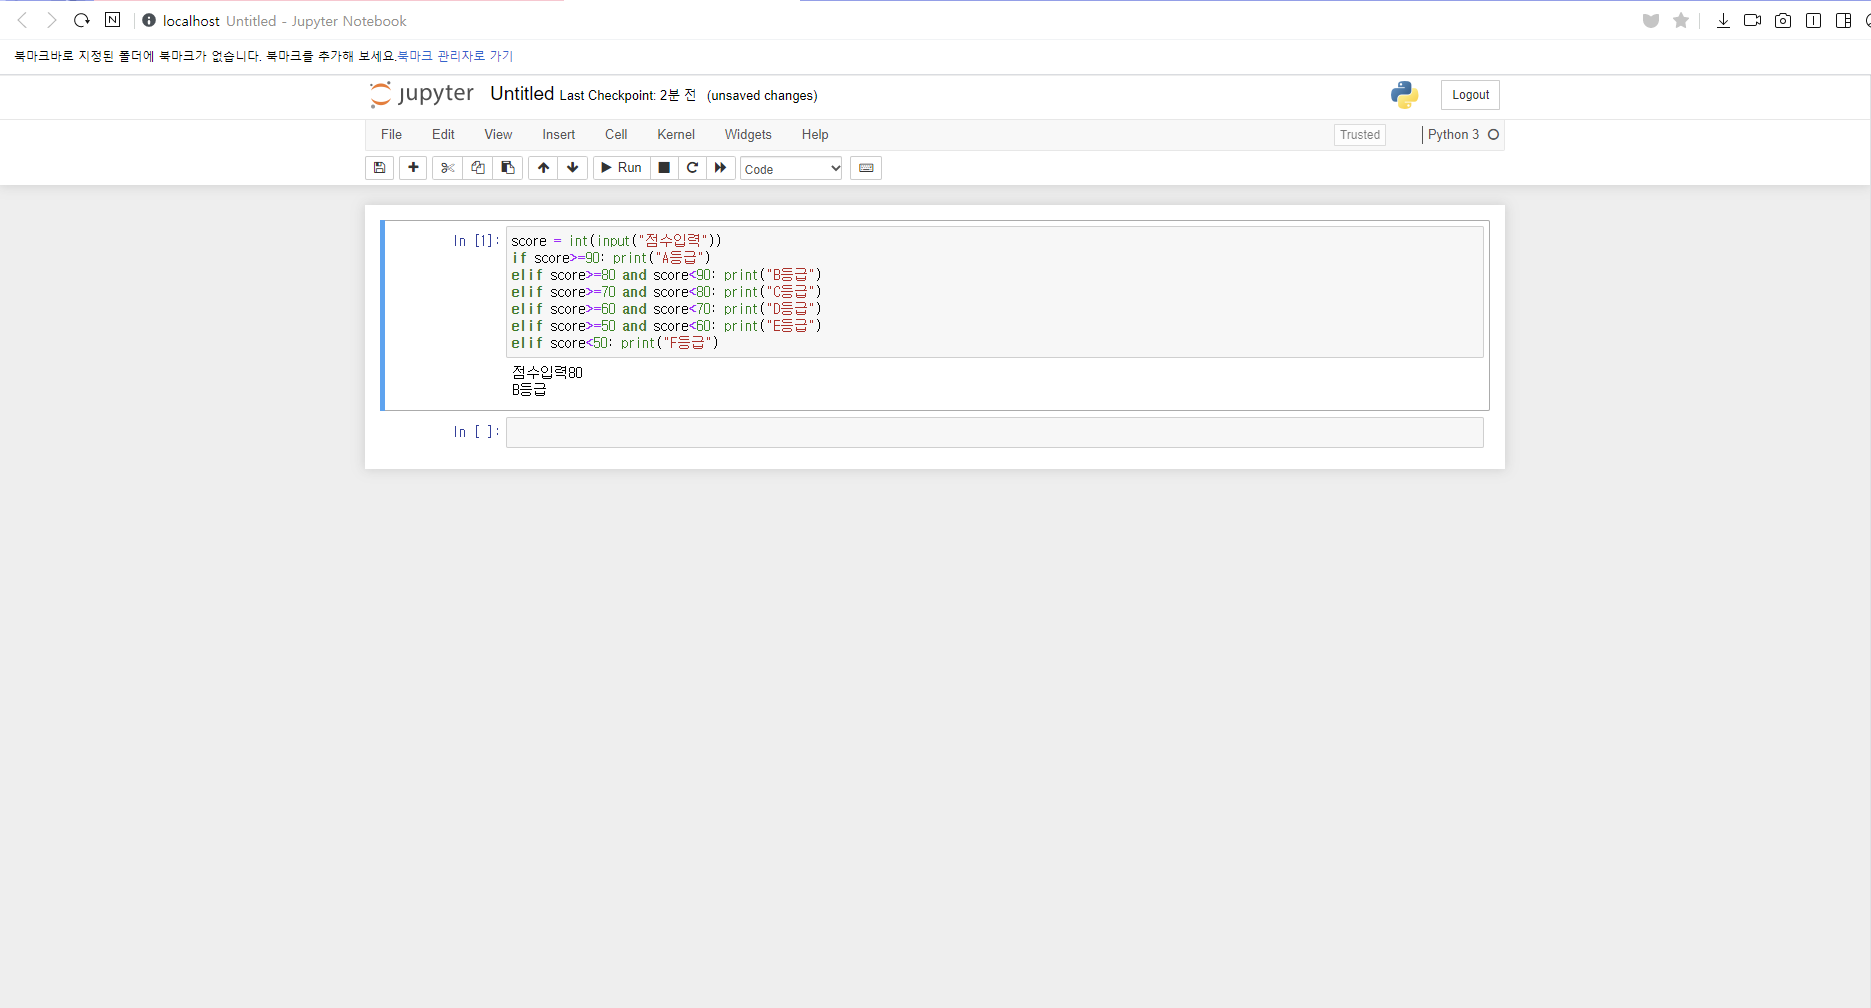 localhost Untitled - Jupyter Notebook
북마크바로 지정된 폴더에 북마크가 없습니다. 북마크를 추가해 보세요.북마크 관리자로 가기
jupyter Untitled Last Checkpoint: 2분 전 (unsaved changes) Logout
File Edit View Insert Cell Kernel Widgets Help Trusted Python 3
Run Code
In [1]: score = int(input("점수입력"))
if score>=90: print("A등급")
elif score>=80 and score<90: print("B등급")
elif score>=70 and score<80: print("C등급")
elif score>=60 and score<70: print("D등급")
elif score>=50 and score<60: print("E등급")
elif score<50: print("F등급")
점수입력80
B등급
In [ ]: